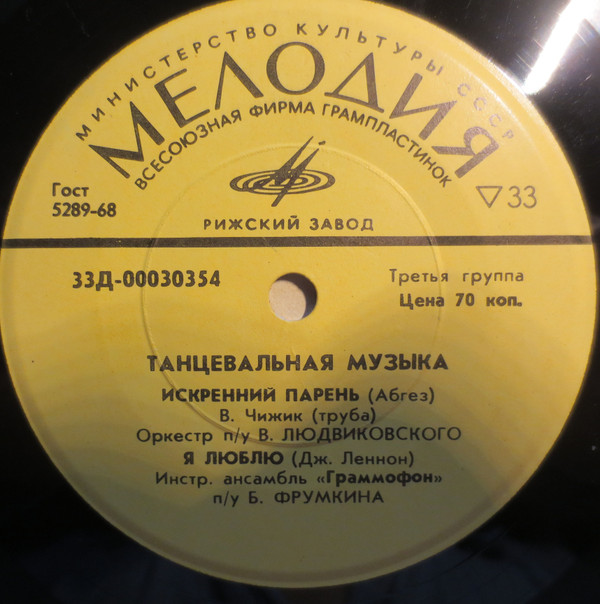 МИНИСТЕРСТВО КУЛЬТУРЫ СССР
МЕЛОДИЯ
ВСЕСОЮЗНАЯ ФИРМА ГРАМПЛАСТИНОК
Гост
5289-68
▽33
РИЖСКИЙ ЗАВОД
33Д-00030354
Третья группа
Цена 70 коп.
ТАНЦЕВАЛЬНАЯ МУЗЫКА
ИСКРЕННИЙ ПАРЕНЬ (Абгез)
В. Чижик (труба)
Оркестр п/у В. ЛЮДВИКОВСКОГО
Я ЛЮБЛЮ (Дж. Леннон)
Инстр. ансамбль «Граммофон»
п/у Б. ФРУМКИНА